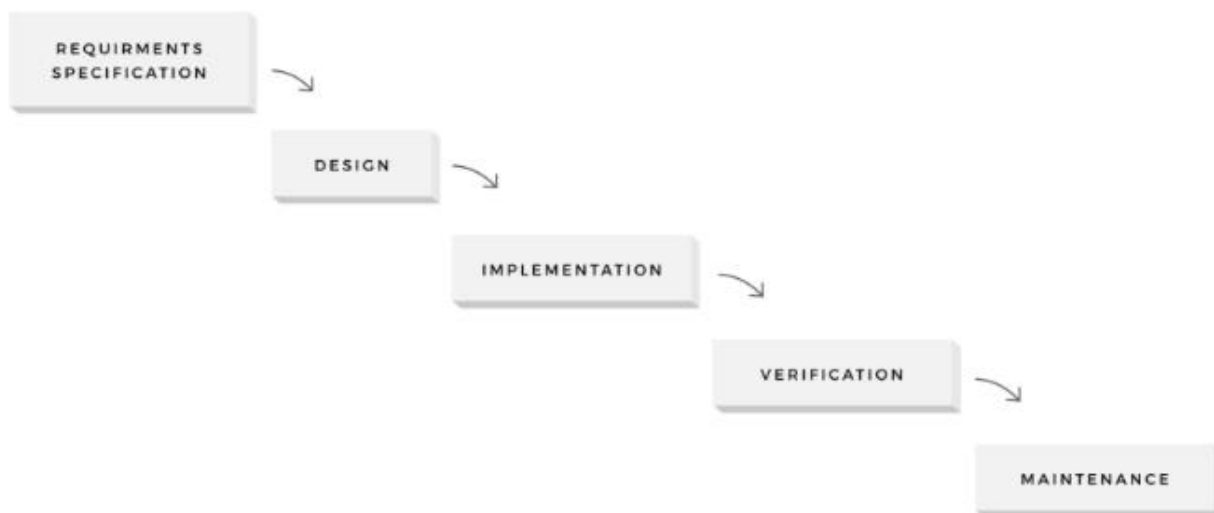 REQUIRMENTS
SPECIFICATION
DESIGN
IMPLEMENTATION
VERIFICATION
MAINTENANCE